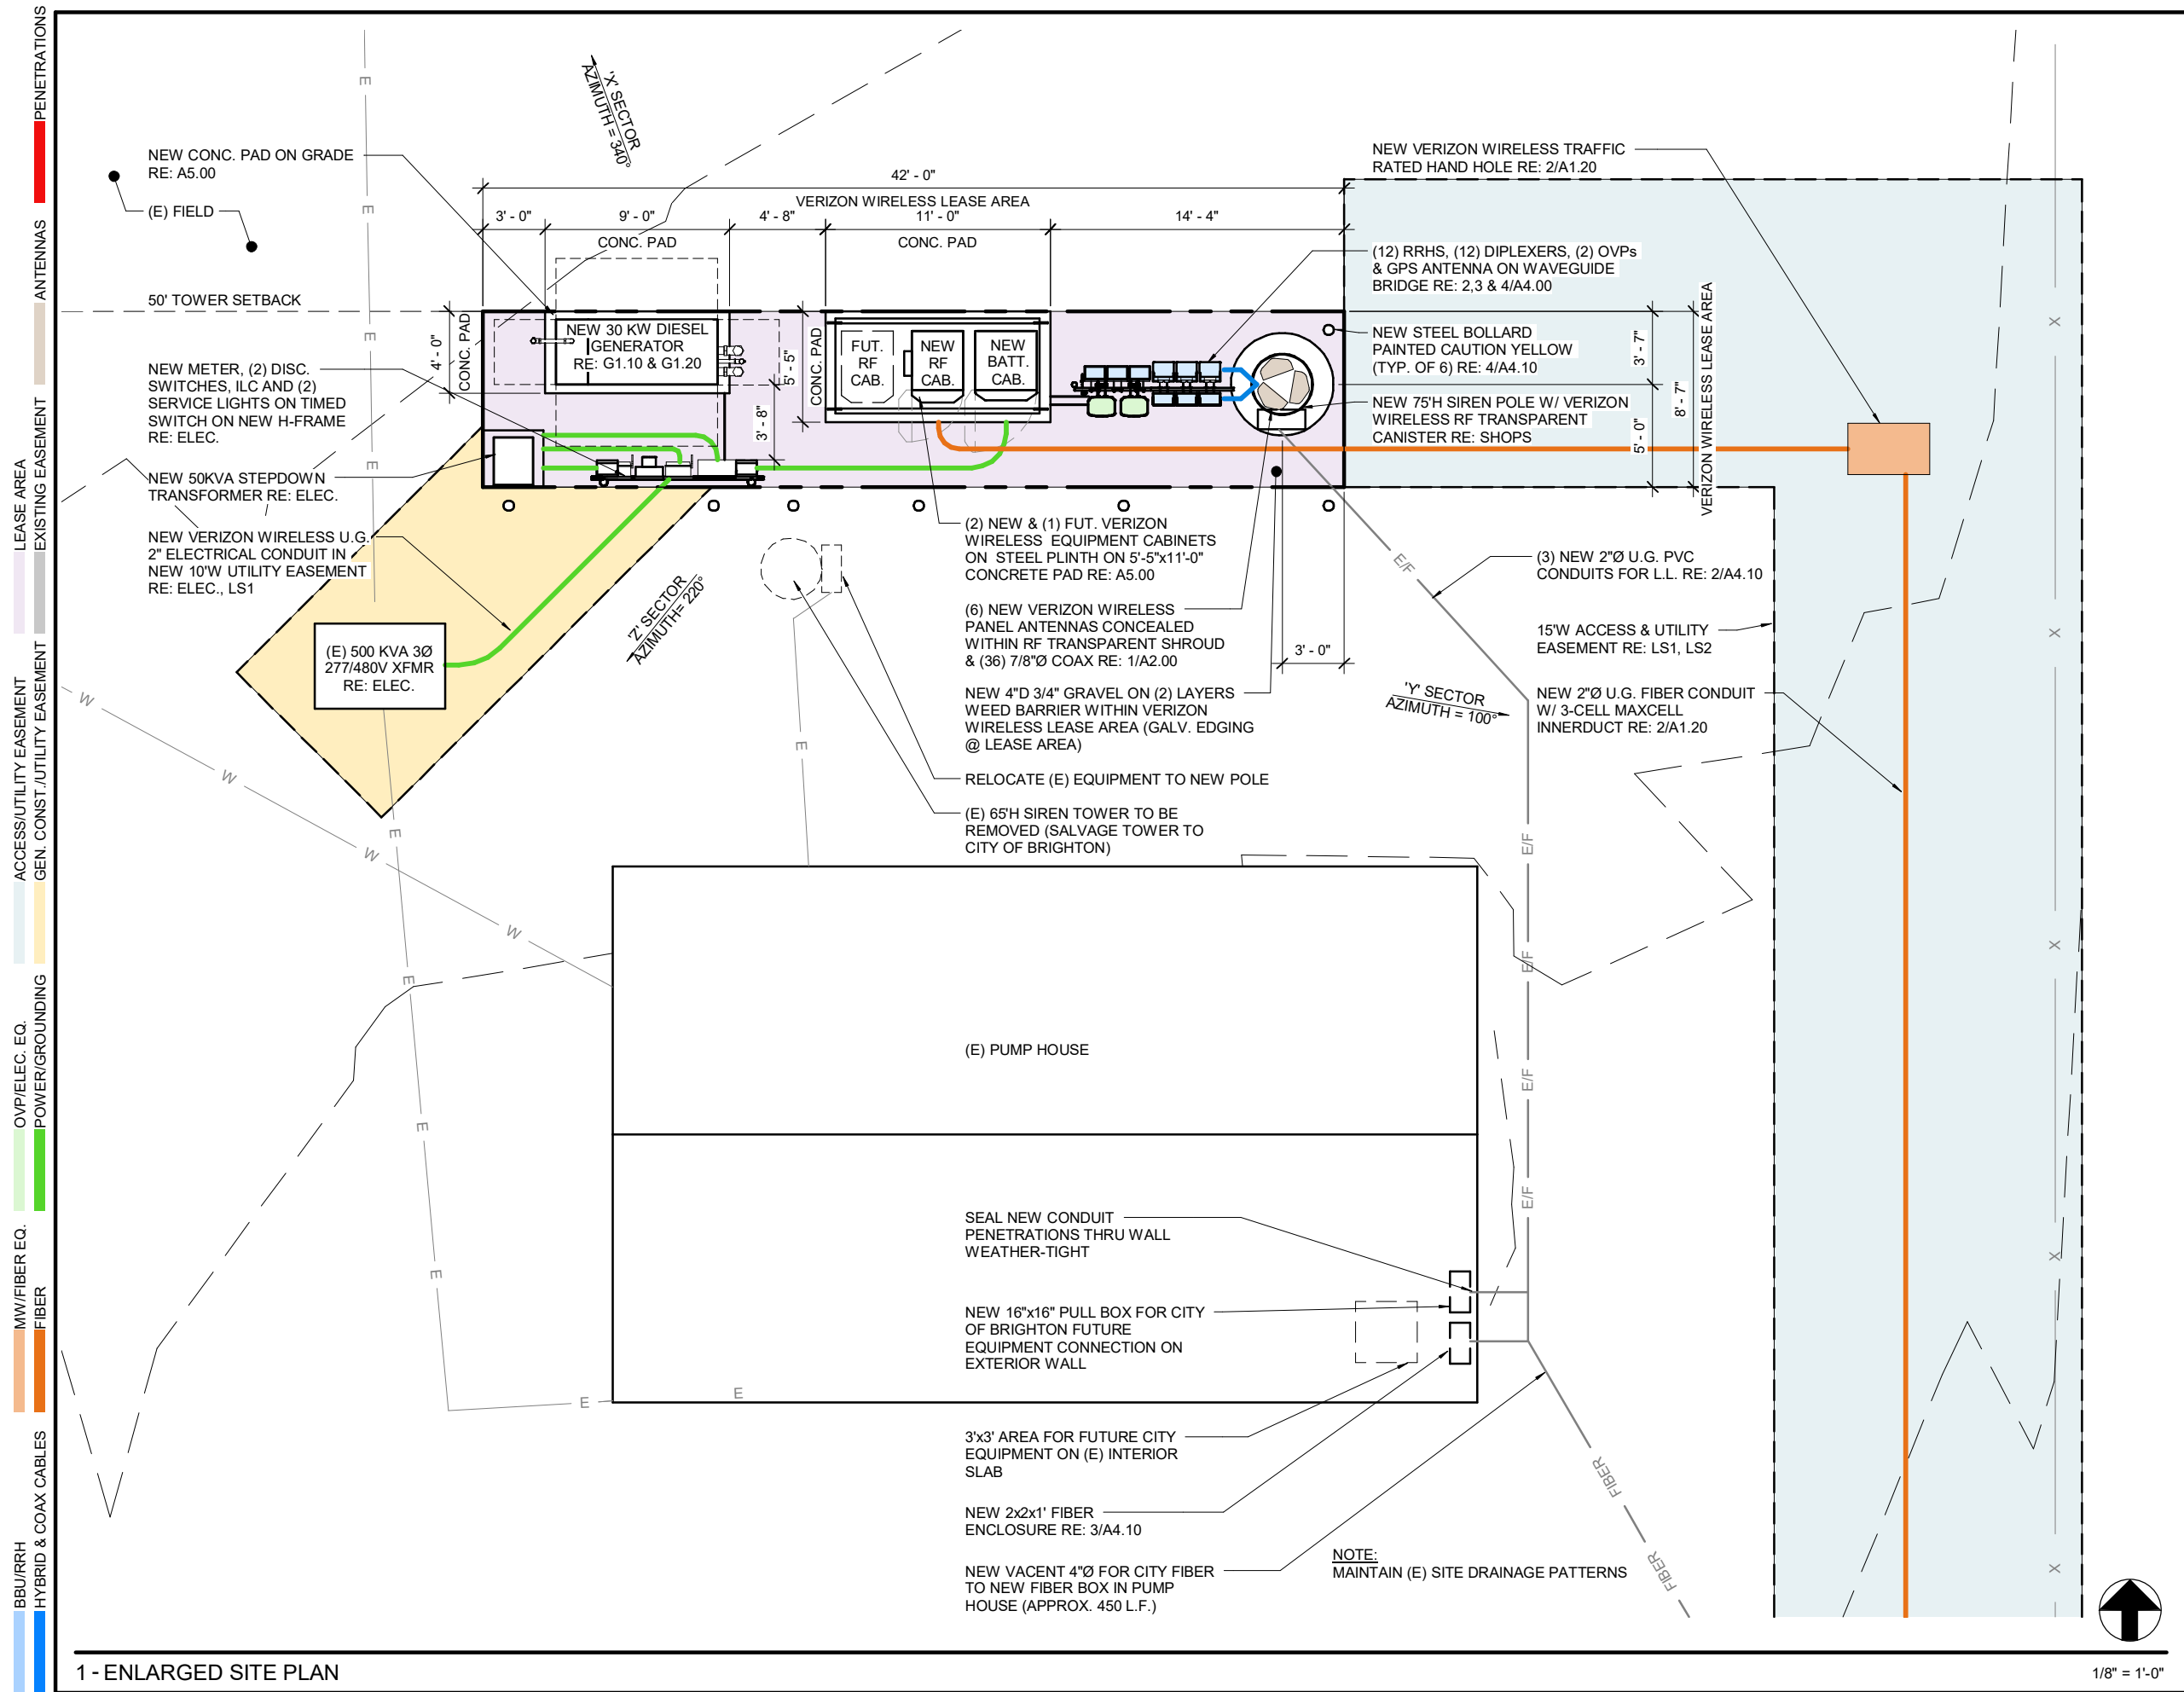 PENETRATIONS
ANTENNAS
LEASE AREA
EXISTING EASEMENT
ACCESS/UTILITY EASEMENT
GEN. CONST./UTILITY EASEMENT
OVP/ELEC. EQ.
POWER/GROUNDING
MW/FIBER EQ.
FIBER
BBU/RRH
HYBRID & COAX CABLES
'X' SECTOR
AZIMUTH = 340°
NEW CONC. PAD ON GRADE
RE: A5.00
(E) FIELD
50' TOWER SETBACK
NEW METER, (2) DISC.
SWITCHES, ILC AND (2)
SERVICE LIGHTS ON TIMED
SWITCH ON NEW H-FRAME
RE: ELEC.
NEW 50KVA STEPDOWN
TRANSFORMER RE: ELEC.
NEW VERIZON WIRELESS U.G.
2" ELECTRICAL CONDUIT IN
NEW 10'W UTILITY EASEMENT
RE: ELEC., LS1
(E) 500 KVA 3Ø
277/480V XFMR
RE: ELEC.
42' - 0"
VERIZON WIRELESS LEASE AREA
3' - 0"
9' - 0"
4' - 8"
11' - 0"
14' - 4"
CONC. PAD
CONC. PAD
4' - 0"
CONC. PAD
NEW 30 KW DIESEL
GENERATOR
RE: G1.10 & G1.20
3' - 8"
5' - 5"
CONC. PAD
FUT.
RF
CAB.
NEW
RF
CAB.
NEW
BATT.
CAB.
NEW VERIZON WIRELESS TRAFFIC
RATED HAND HOLE RE: 2/A1.20
(12) RRHS, (12) DIPLEXERS, (2) OVPs
& GPS ANTENNA ON WAVEGUIDE
BRIDGE RE: 2,3 & 4/A4.00
NEW STEEL BOLLARD
PAINTED CAUTION YELLOW
(TYP. OF 6) RE: 4/A4.10
NEW 75'H SIREN POLE W/ VERIZON
WIRELESS RF TRANSPARENT
CANISTER RE: SHOPS
3' - 7"
5' - 0"
8' - 7"
VERIZON WIRELESS LEASE AREA
'Z' SECTOR
AZIMUTH= 220°
(2) NEW & (1) FUT. VERIZON
WIRELESS EQUIPMENT CABINETS
ON STEEL PLINTH ON 5'-5"x11'-0"
CONCRETE PAD RE: A5.00
(6) NEW VERIZON WIRELESS
PANEL ANTENNAS CONCEALED
WITHIN RF TRANSPARENT SHROUD
& (36) 7/8"Ø COAX RE: 1/A2.00
3' - 0"
NEW 4"D 3/4" GRAVEL ON (2) LAYERS
WEED BARRIER WITHIN VERIZON
WIRELESS LEASE AREA (GALV. EDGING
@ LEASE AREA)
RELOCATE (E) EQUIPMENT TO NEW POLE
(E) 65'H SIREN TOWER TO BE
REMOVED (SALVAGE TOWER TO
CITY OF BRIGHTON)
'Y' SECTOR
AZIMUTH = 100°
(3) NEW 2"Ø U.G. PVC
CONDUITS FOR L.L. RE: 2/A4.10
15'W ACCESS & UTILITY
EASEMENT RE: LS1, LS2
NEW 2"Ø U.G. FIBER CONDUIT
W/ 3-CELL MAXCELL
INNERDUCT RE: 2/A1.20
(E) PUMP HOUSE
SEAL NEW CONDUIT
PENETRATIONS THRU WALL
WEATHER-TIGHT
NEW 16"x16" PULL BOX FOR CITY
OF BRIGHTON FUTURE
EQUIPMENT CONNECTION ON
EXTERIOR WALL
3'x3' AREA FOR FUTURE CITY
EQUIPMENT ON (E) INTERIOR
SLAB
NEW 2x2x1' FIBER
ENCLOSURE RE: 3/A4.10
NEW VACENT 4"Ø FOR CITY FIBER
TO NEW FIBER BOX IN PUMP
HOUSE (APPROX. 450 L.F.)
NOTE:
MAINTAIN (E) SITE DRAINAGE PATTERNS
E
E
E
E
E
E
E
E
E
E
E
E
W
W
W
W
E/F
E/F
E/F
E/F
E/F
FIBER
FIBER
X
X
X
X
X
1 - ENLARGED SITE PLAN
1/8" = 1'-0"